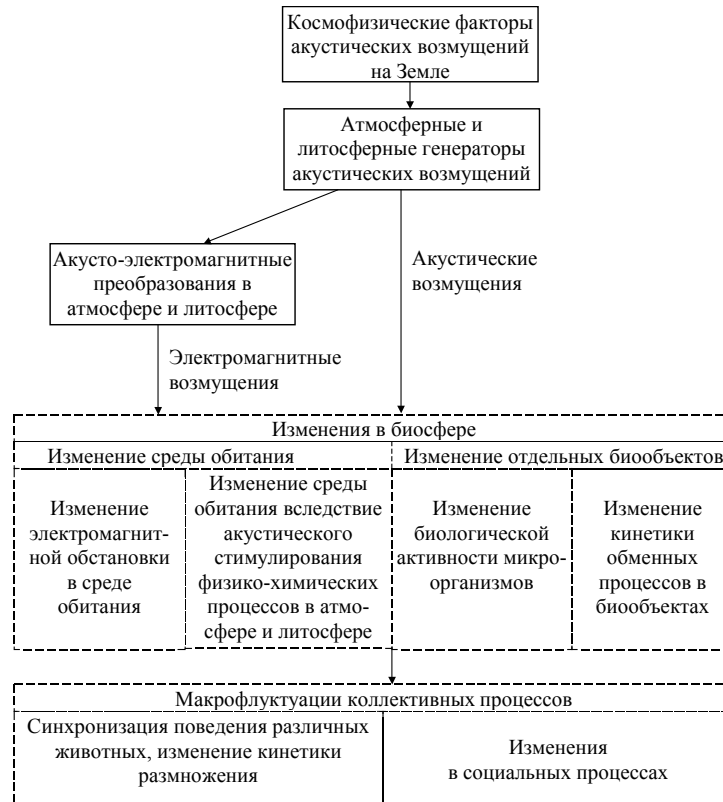 Космофизические факторы
акустических возмущений
на Земле
Атмосферные и
литосферные генераторы
акустических возмущений
Акусто-электромагнитные
преобразования в
атмосфере и литосфере
Акустические
возмущения
Электромагнитные
возмущения
Изменения в биосфере
Изменение среды обитания
Изменение отдельных биообъектов
Изменение
электромагнит-
ной обстановки
в среде
обитания
Изменение среды
обитания вследствие
акустического
стимулирования
физико-химических
процессов в атмо-
сфере и литосфере
Изменение
биологической
активности микро-
организмов
Изменение
кинетики
обменных
процессов в
биообъектах
Макрофлуктуации коллективных процессов
Синхронизация поведения различных
животных, изменение кинетики
размножения
Изменения
в социальных процессах